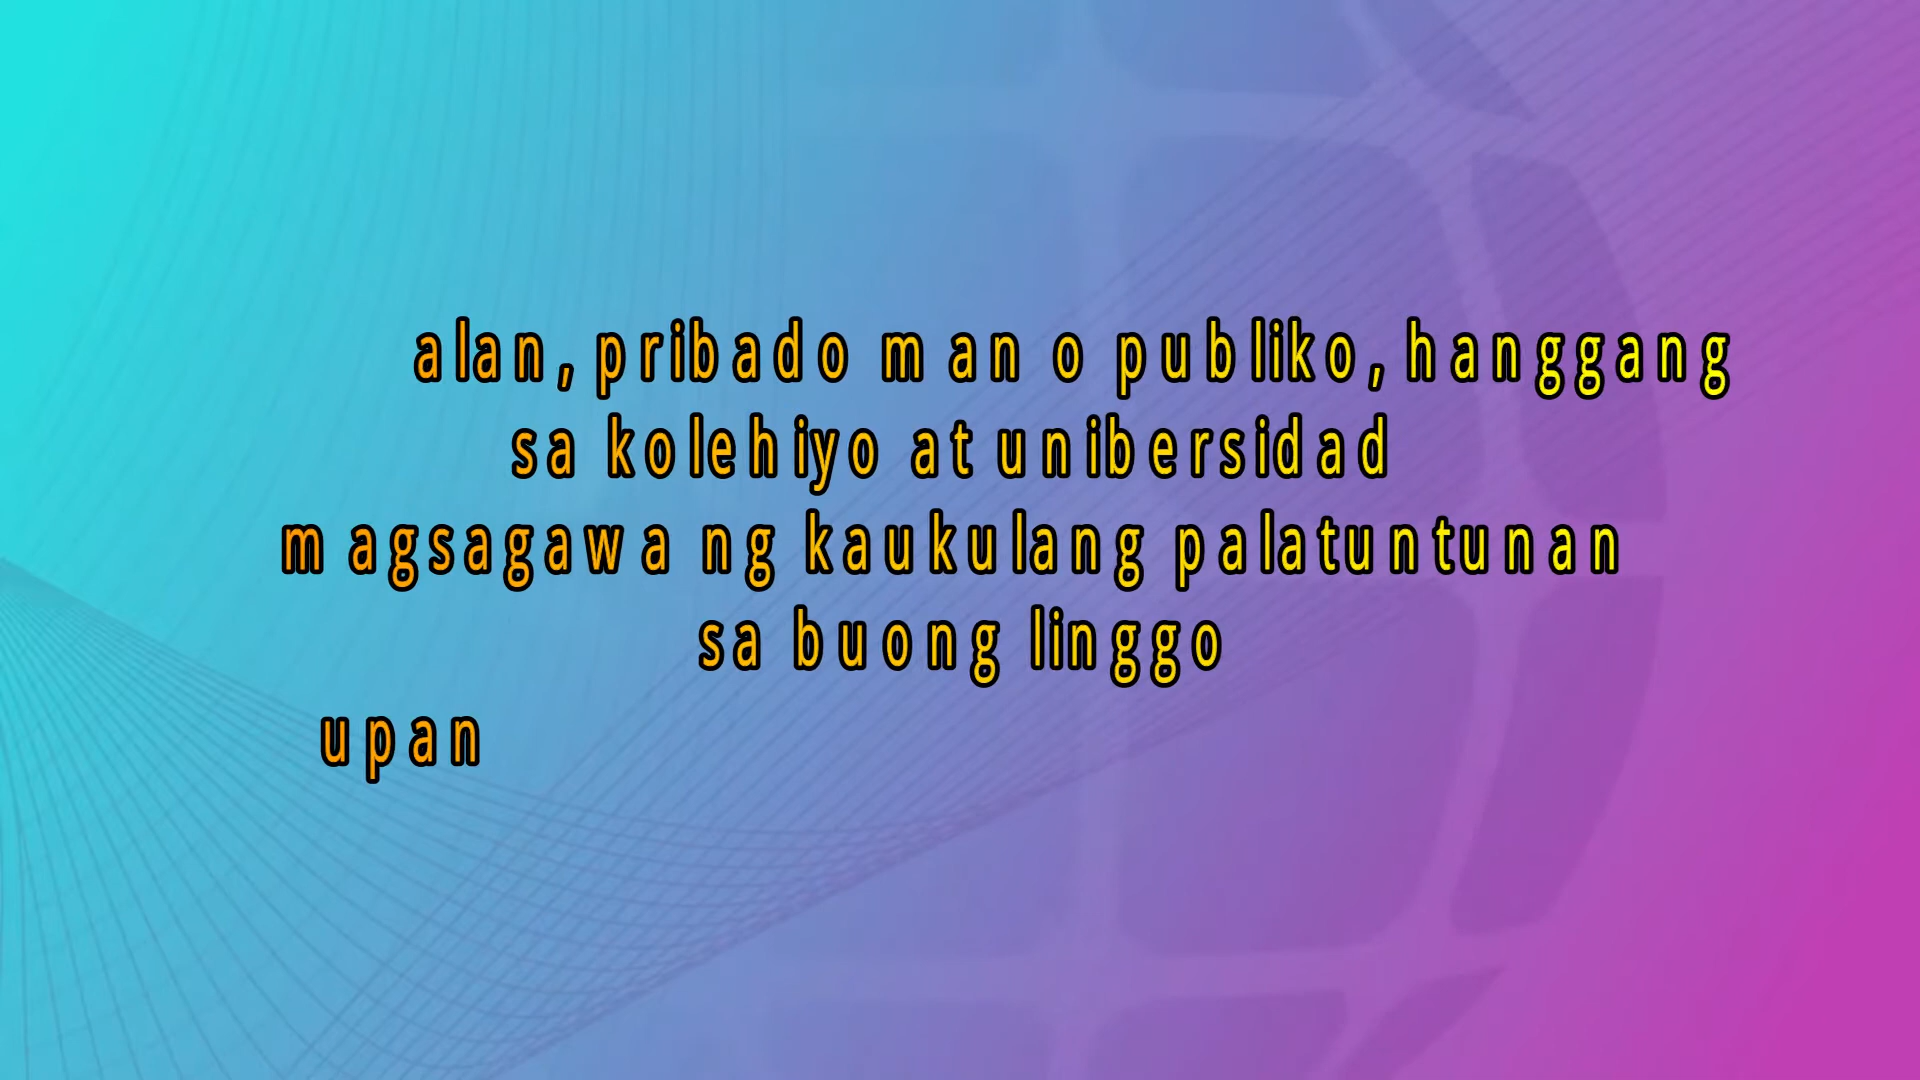 alan, pribado man o publiko, hanggang
sa kolehiyo at unibersidad
magsagawa ng kaukulang palatuntunan
sa buong linggo
upan